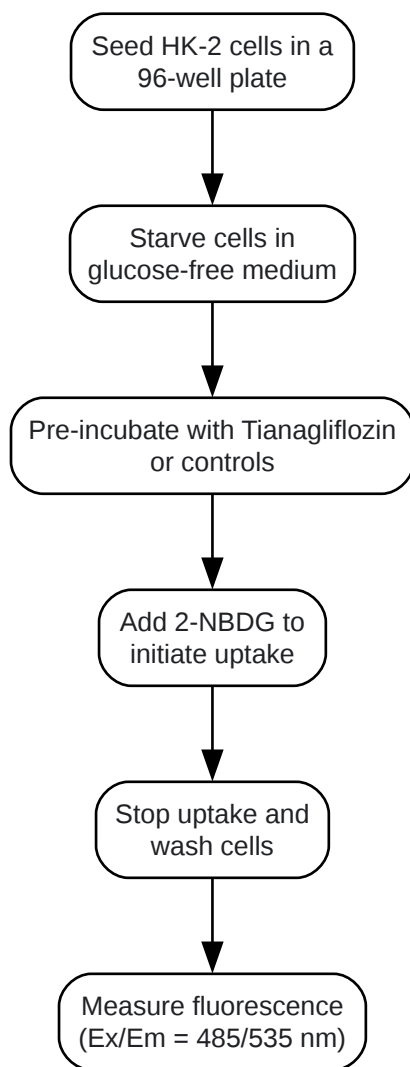 Seed HK-2 cells in a
96-well plate
Starve cells in
glucose-free medium
Pre-incubate with Tianagliflozin
or controls
Add 2-NBDG to
initiate uptake
Stop uptake and
wash cells
Measure fluorescence
(Ex/Em = 485/535 nm)